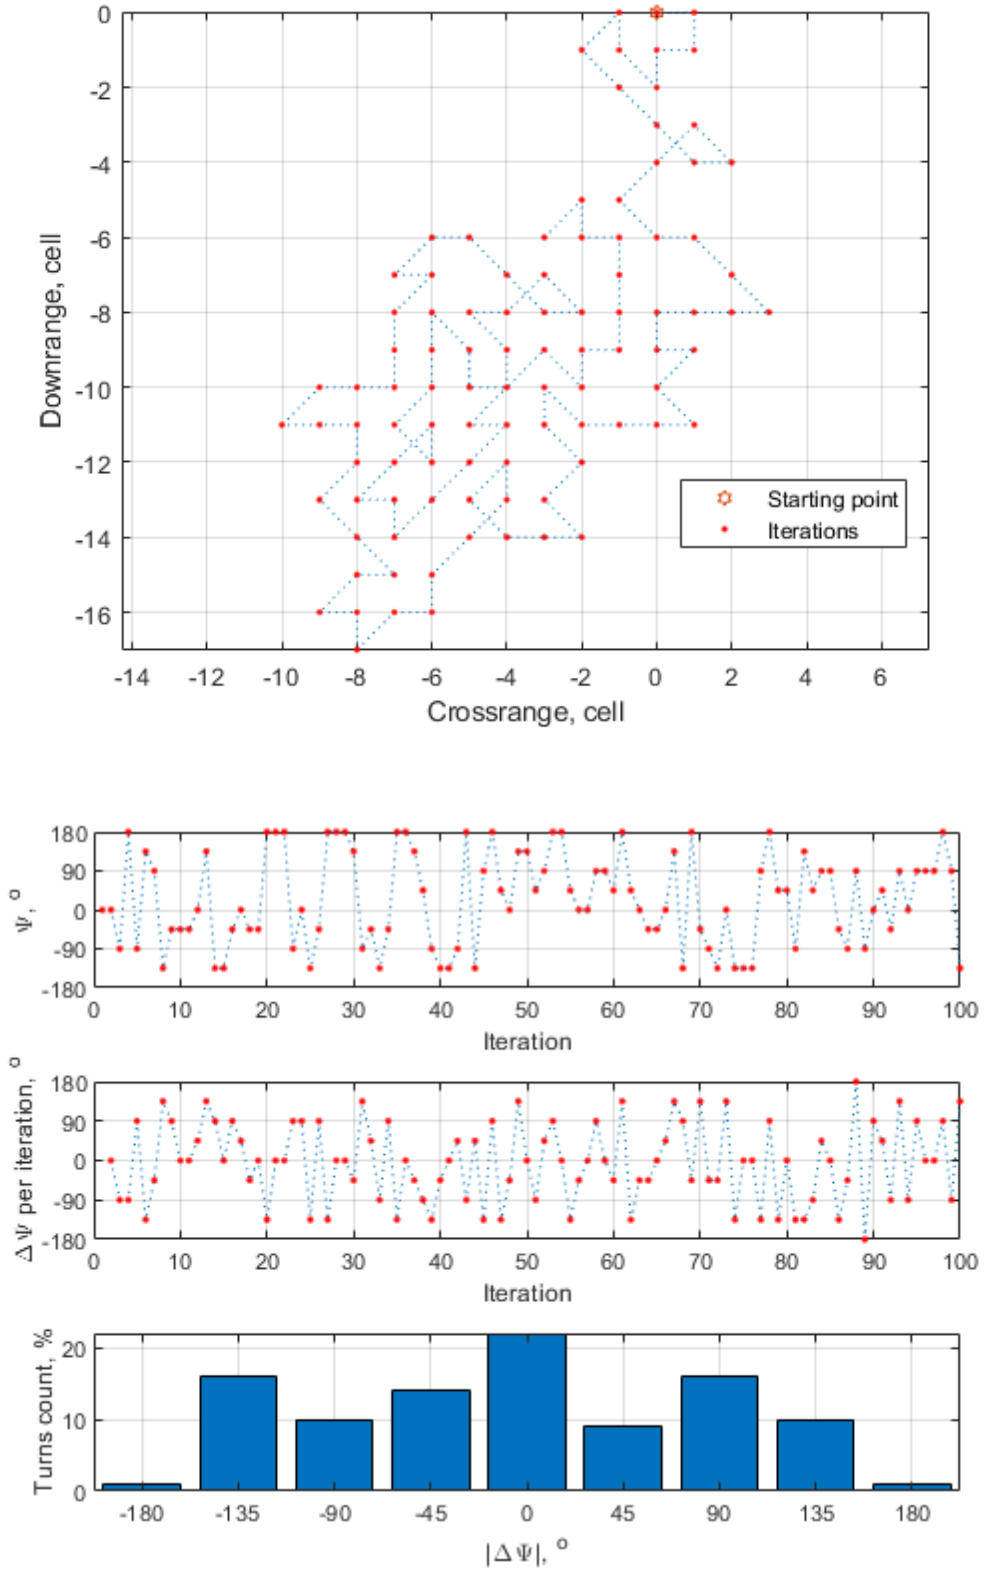 0
-2
-4
-6
-8
-10
-12
-14
-16
Downrange, cell
Starting point
Iterations
-14 -12 -10 -8 -6 -4 -2 0 2 4 6
Crossrange, cell
180
90
0
-90
-180
Ψ, °
0 10 20 30 40 50 60 70 80 90 100
Iteration
180
90
0
-90
-180
ΔΨ per iteration, °
0 10 20 30 40 50 60 70 80 90 100
Iteration
20
10
0
Turns count, %
-180 -135 -90 -45 0 45 90 135 180
|ΔΨ|, °